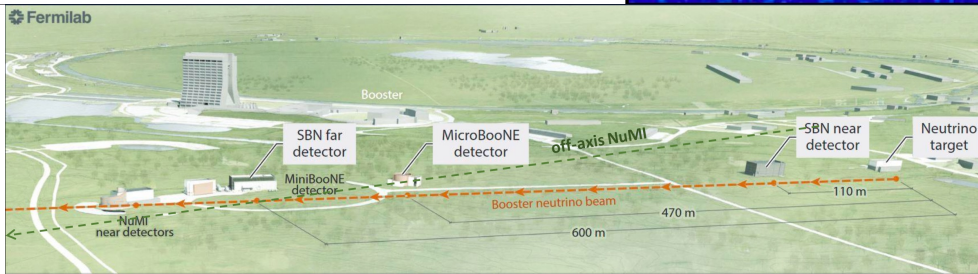 Fermilab
Booster
SBN far
detector
MicroBooNE
detector
off-axis NuMI
SBN near
detector
Neutrino
target
MiniBooNE
detector
110 m
Booster neutrino beam
470 m
NuMI
near detectors
600 m